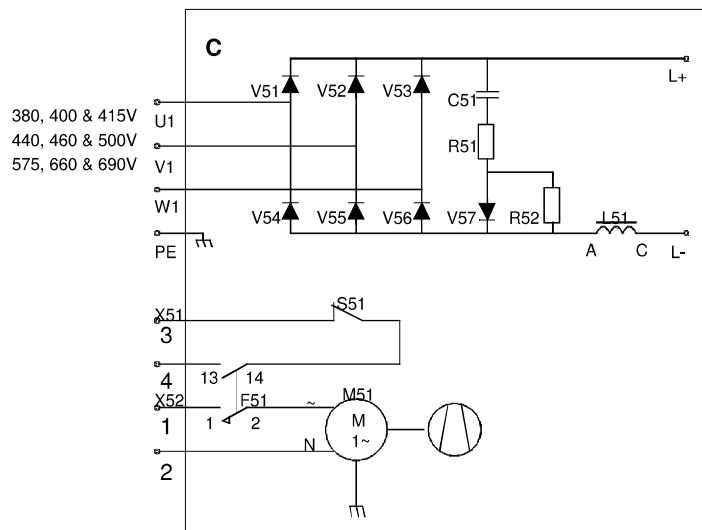 C
V51 V52 V53 L+
C51
380, 400 & 415V U1
440, 460 & 500V V1 R51
575, 660 & 690V
W1
V54 V55 V56 V57 R52 L51
PE A C L-
X51 S51
3
4 13 14
X52 F51 ~ M51
1 1 2 M
1~
2 N